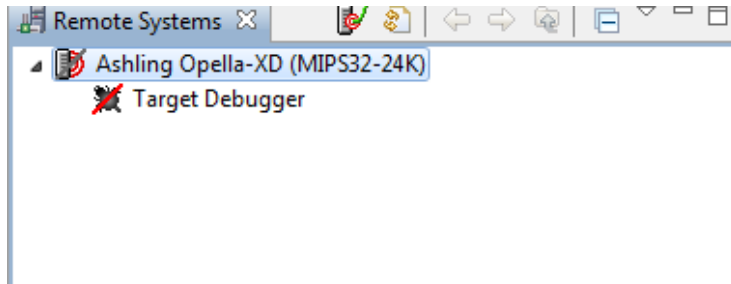 Remote Systems
Ashling Opella-XD (MIPS32-24K)
Target Debugger